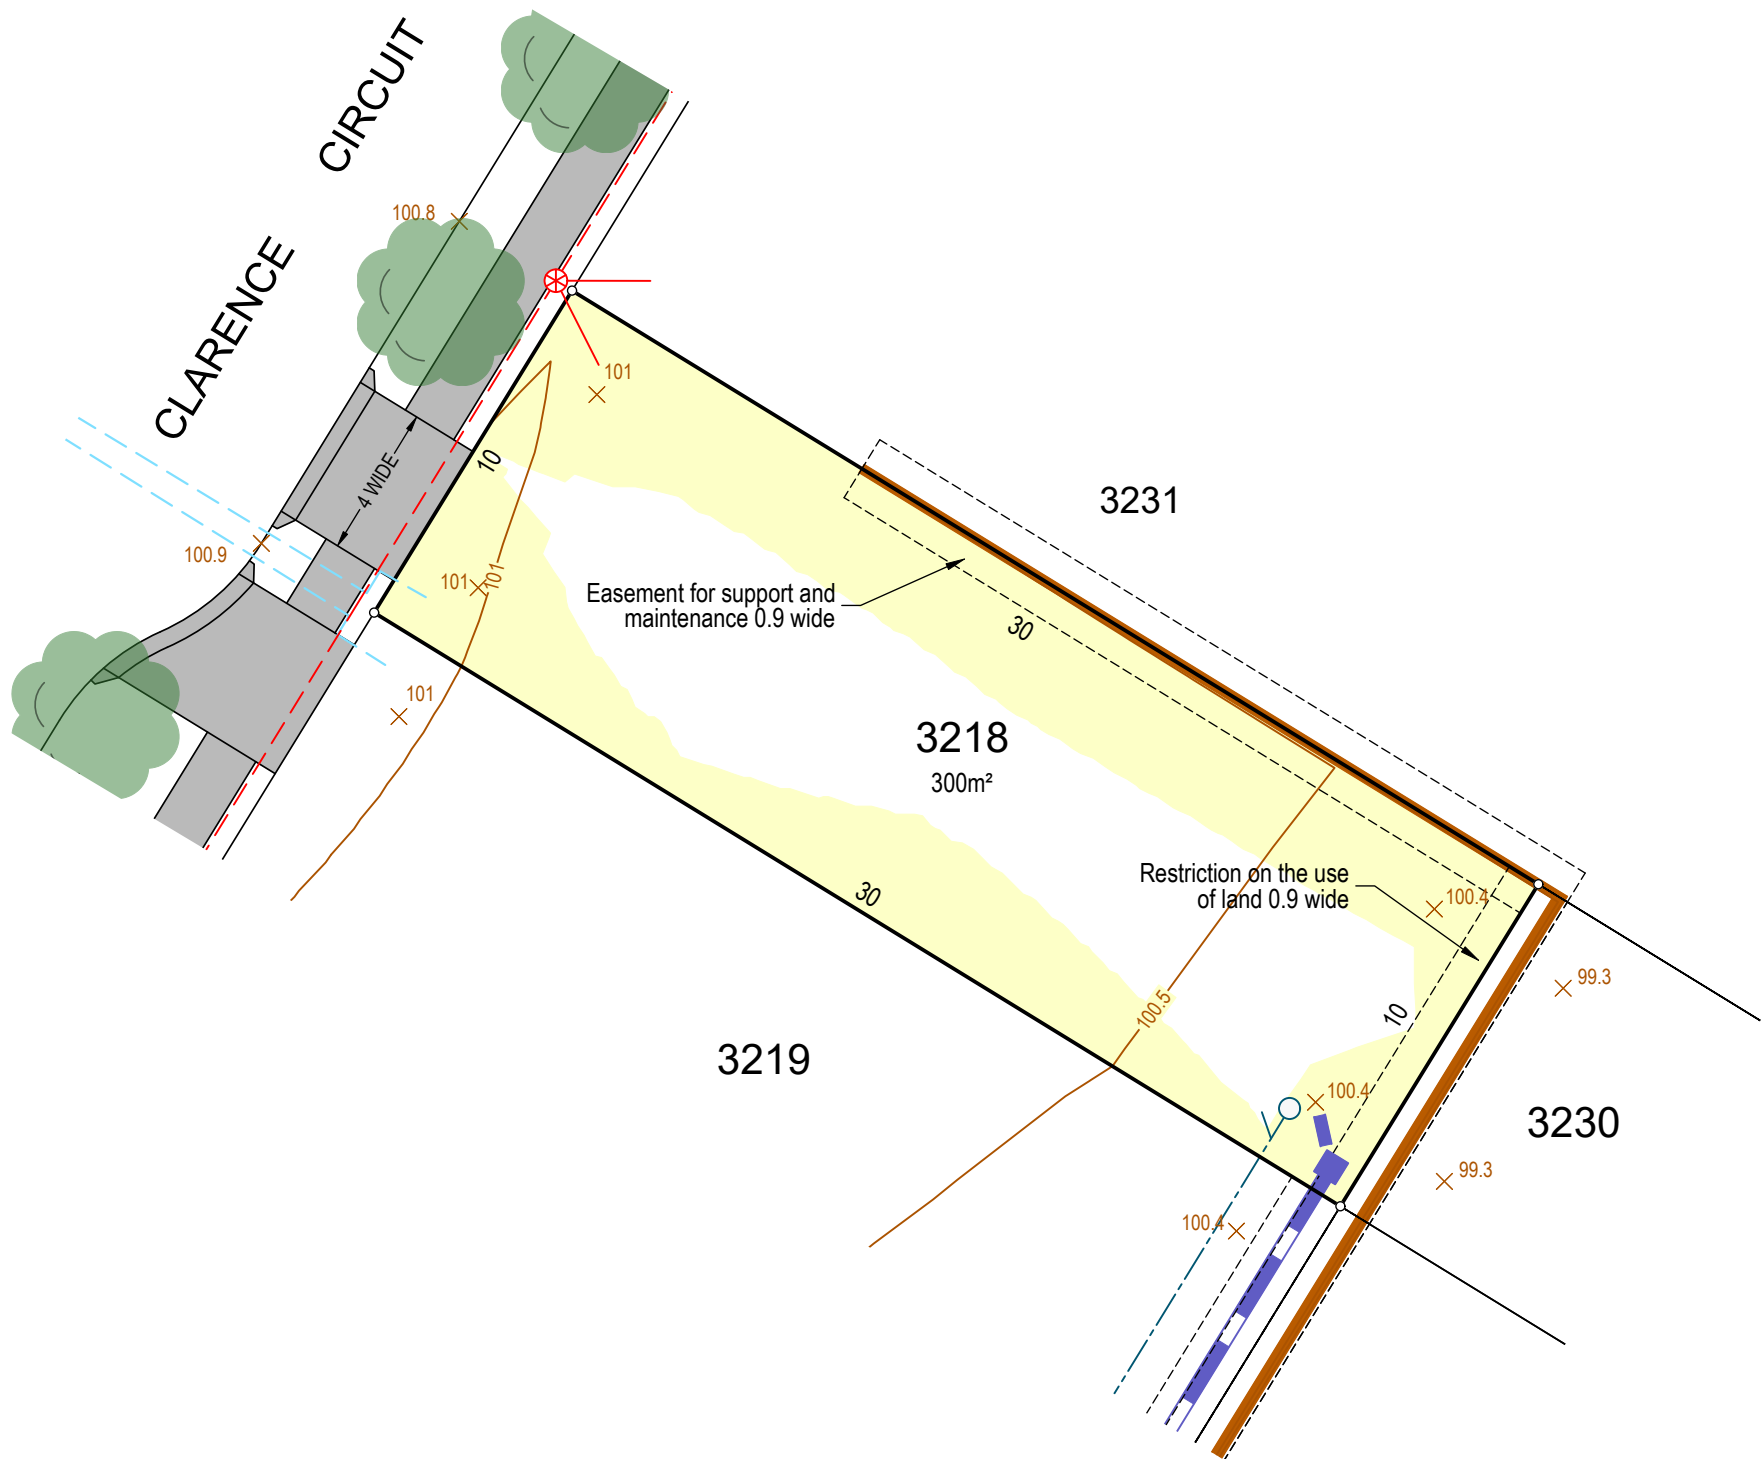 CLARENCE CIRCUIT
100.8
101
10
4 WIDE
3231
100.9
101
101
Easement for support and
maintenance 0.9 wide
30
101
3218
300m²
30
Restriction on the use
of land 0.9 wide
100.4
99.3
100.5
10
3219
100.4
3230
99.3
100.4